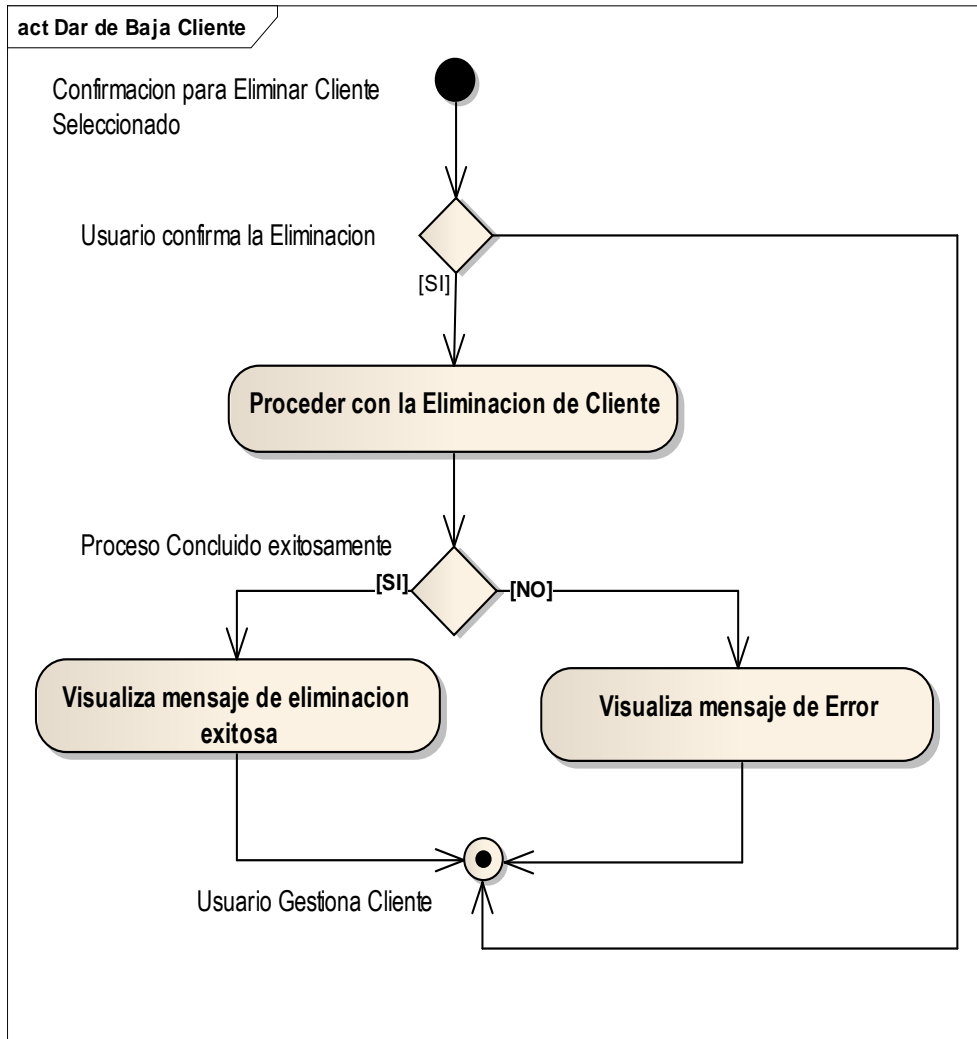 act Dar de Baja Cliente
Confirmacion para Eliminar Cliente
Seleccionado
Usuario confirma la Eliminacion
[SI]
Proceder con la Eliminacion de Cliente
Proceso Concluido exitosamente
[SI]
[NO]
Visualiza mensaje de eliminacion
exitosa
Visualiza mensaje de Error
Usuario Gestiona Cliente